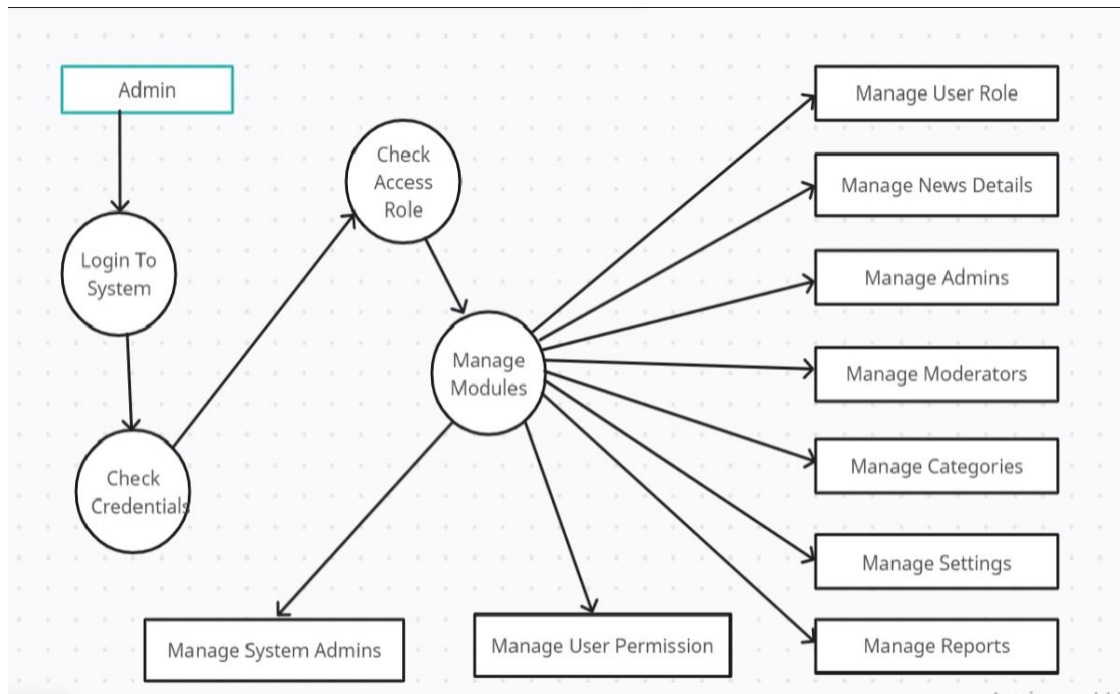 Admin
Login To
System
Check
Credentials
Check
Access
Role
Manage
Modules
Manage User Role
Manage News Details
Manage Admins
Manage Moderators
Manage Categories
Manage Settings
Manage Reports
Manage System Admins
Manage User Permission